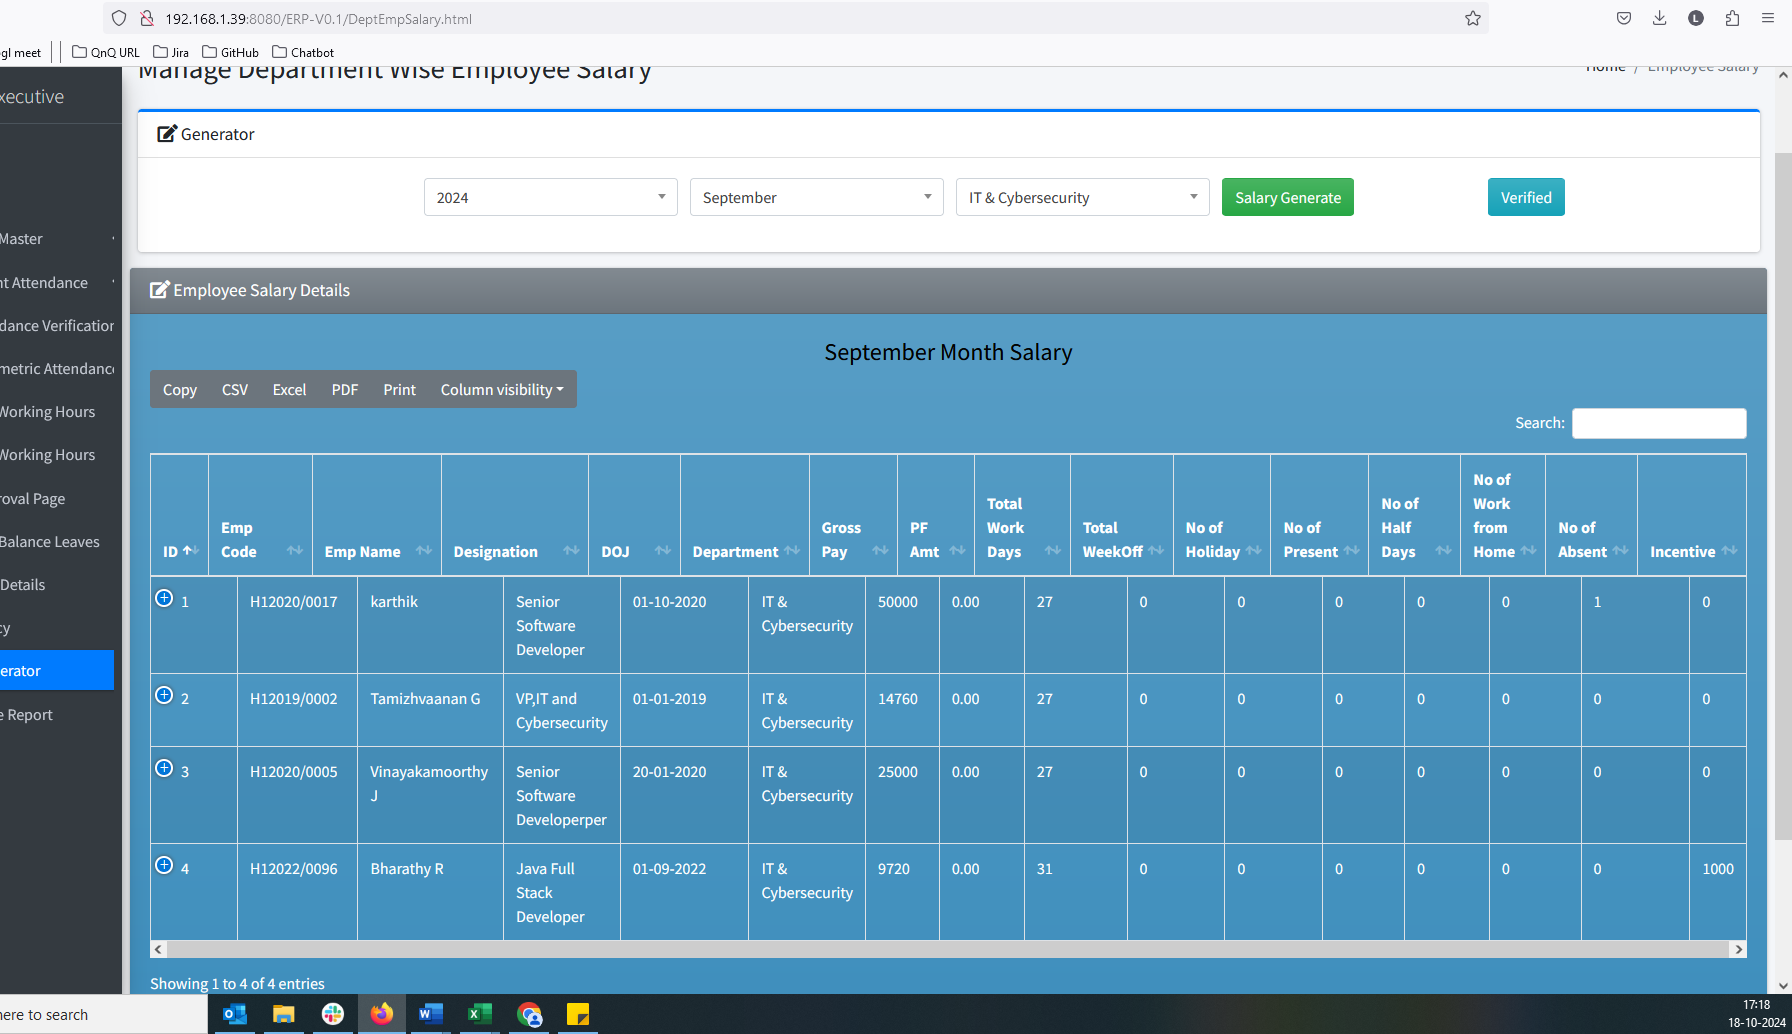 192.168.1.39:8080/ERP-V0.1/DeptEmpSalary.html
L
gl meet
QnQ URL
Jira
GitHub
Chatbot
Manage Department Wise Employee Salary
Home / Employee Salary
xecutive
Master
nt Attendance
dance Verification
metric Attendanc
Working Hours
Working Hours
roval Page
Balance Leaves
Details
cy
erator
e Report
Generator
2024
September
IT & Cybersecurity
Salary Generate
Verified
Employee Salary Details
September Month Salary
Copy CSV Excel PDF Print Column visibility
Search:
ID Emp Code Emp Name Designation DOJ Department Gross Pay PF Amt Total Work Days Total WeekOff No of Holiday No of Present No of Half Days No of Work from Home No of Absent Incentive
1 H12020/0017 karthik Senior Software Developer 01-10-2020 IT & Cybersecurity 50000 0.00 27 0 0 0 0 0 1 0
2 H12019/0002 Tamizhvaanan G VP,IT and Cybersecurity 01-01-2019 IT & Cybersecurity 14760 0.00 27 0 0 0 0 0 0 0
3 H12020/0005 Vinayakamoorthy J Senior Software Developerper 20-01-2020 IT & Cybersecurity 25000 0.00 27 0 0 0 0 0 0 0
4 H12022/0096 Bharathy R Java Full Stack Developer 01-09-2022 IT & Cybersecurity 9720 0.00 31 0 0 0 0 0 0 1000
Showing 1 to 4 of 4 entries
here to search
17:18
18-10-2024